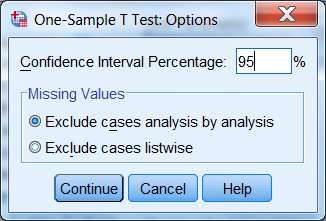 One-Sample T Test: Options
Confidence Interval Percentage: 95 %
Missing Values
Exclude cases analysis by analysis
Exclude cases listwise
Continue Cancel Help